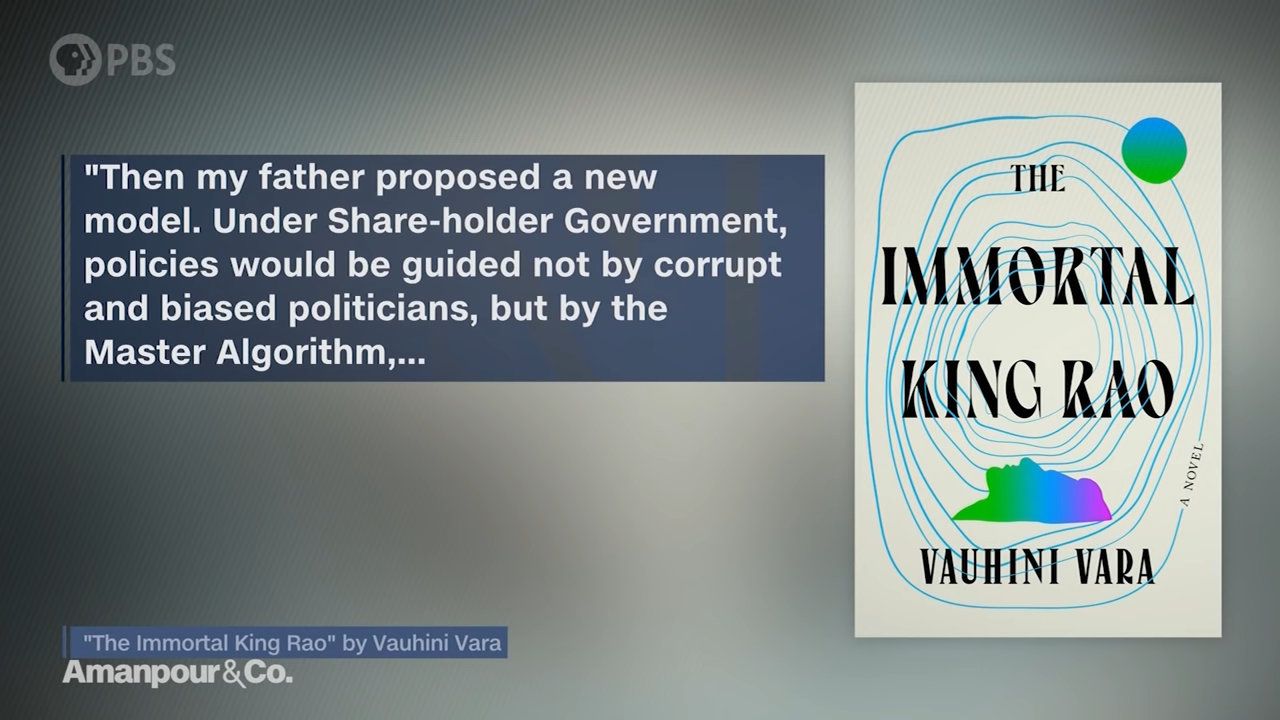 PBS
"Then my father proposed a new
model. Under Share-holder Government,
policies would be guided not by corrupt
and biased politicians, but by the
Master Algorithm,...
THE
IMMORTAL
KING RAO
A NOVEL
VAUHINI VARA
"The Immortal King Rao" by Vauhini Vara
Amanpour&Co.